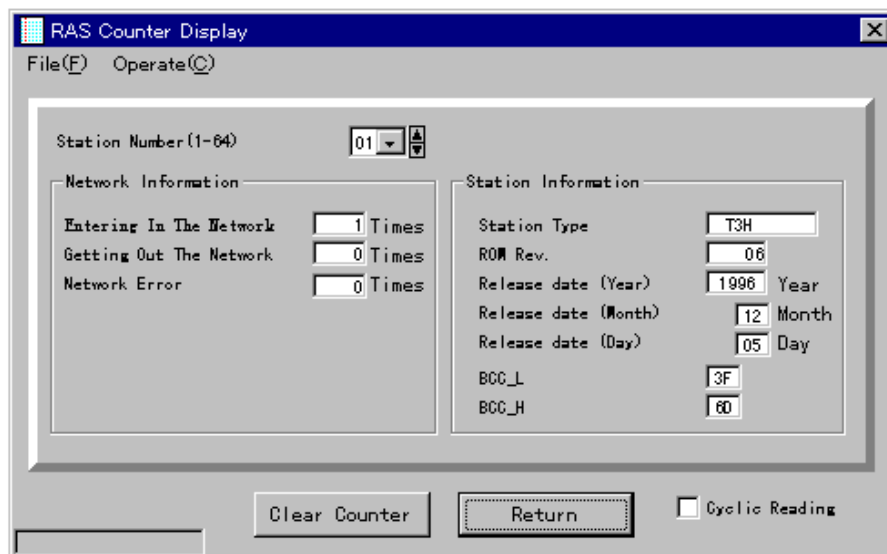 RAS Counter Display
File(F) Operate(C)
Station Number(1-64) 01
Network Information
Entering In The Network 1 Times
Getting Out The Network 0 Times
Network Error 0 Times
Station Information
Station Type T3H
ROM Rev. 06
Release date (Year) 1996 Year
Release date (Month) 12 Month
Release date (Day) 05 Day
BCC_L 3F
BCC_H 6D
Clear Counter Return Cyclic Reading